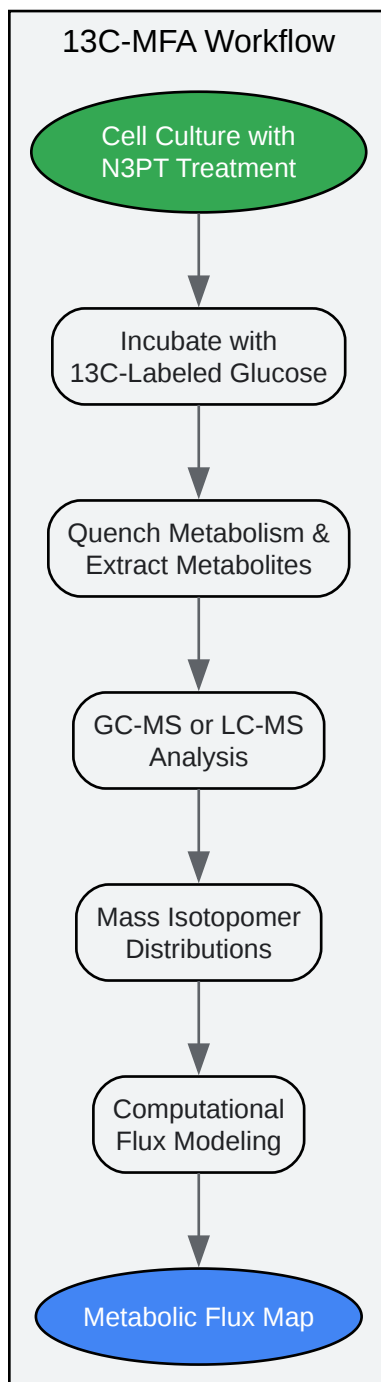 13C-MFA Workflow
Cell Culture with
N3PT Treatment
Incubate with
13C-Labeled Glucose
Quench Metabolism &
Extract Metabolites
GC-MS or LC-MS
Analysis
Mass Isotopomer
Distributions
Computational
Flux Modeling
Metabolic Flux Map